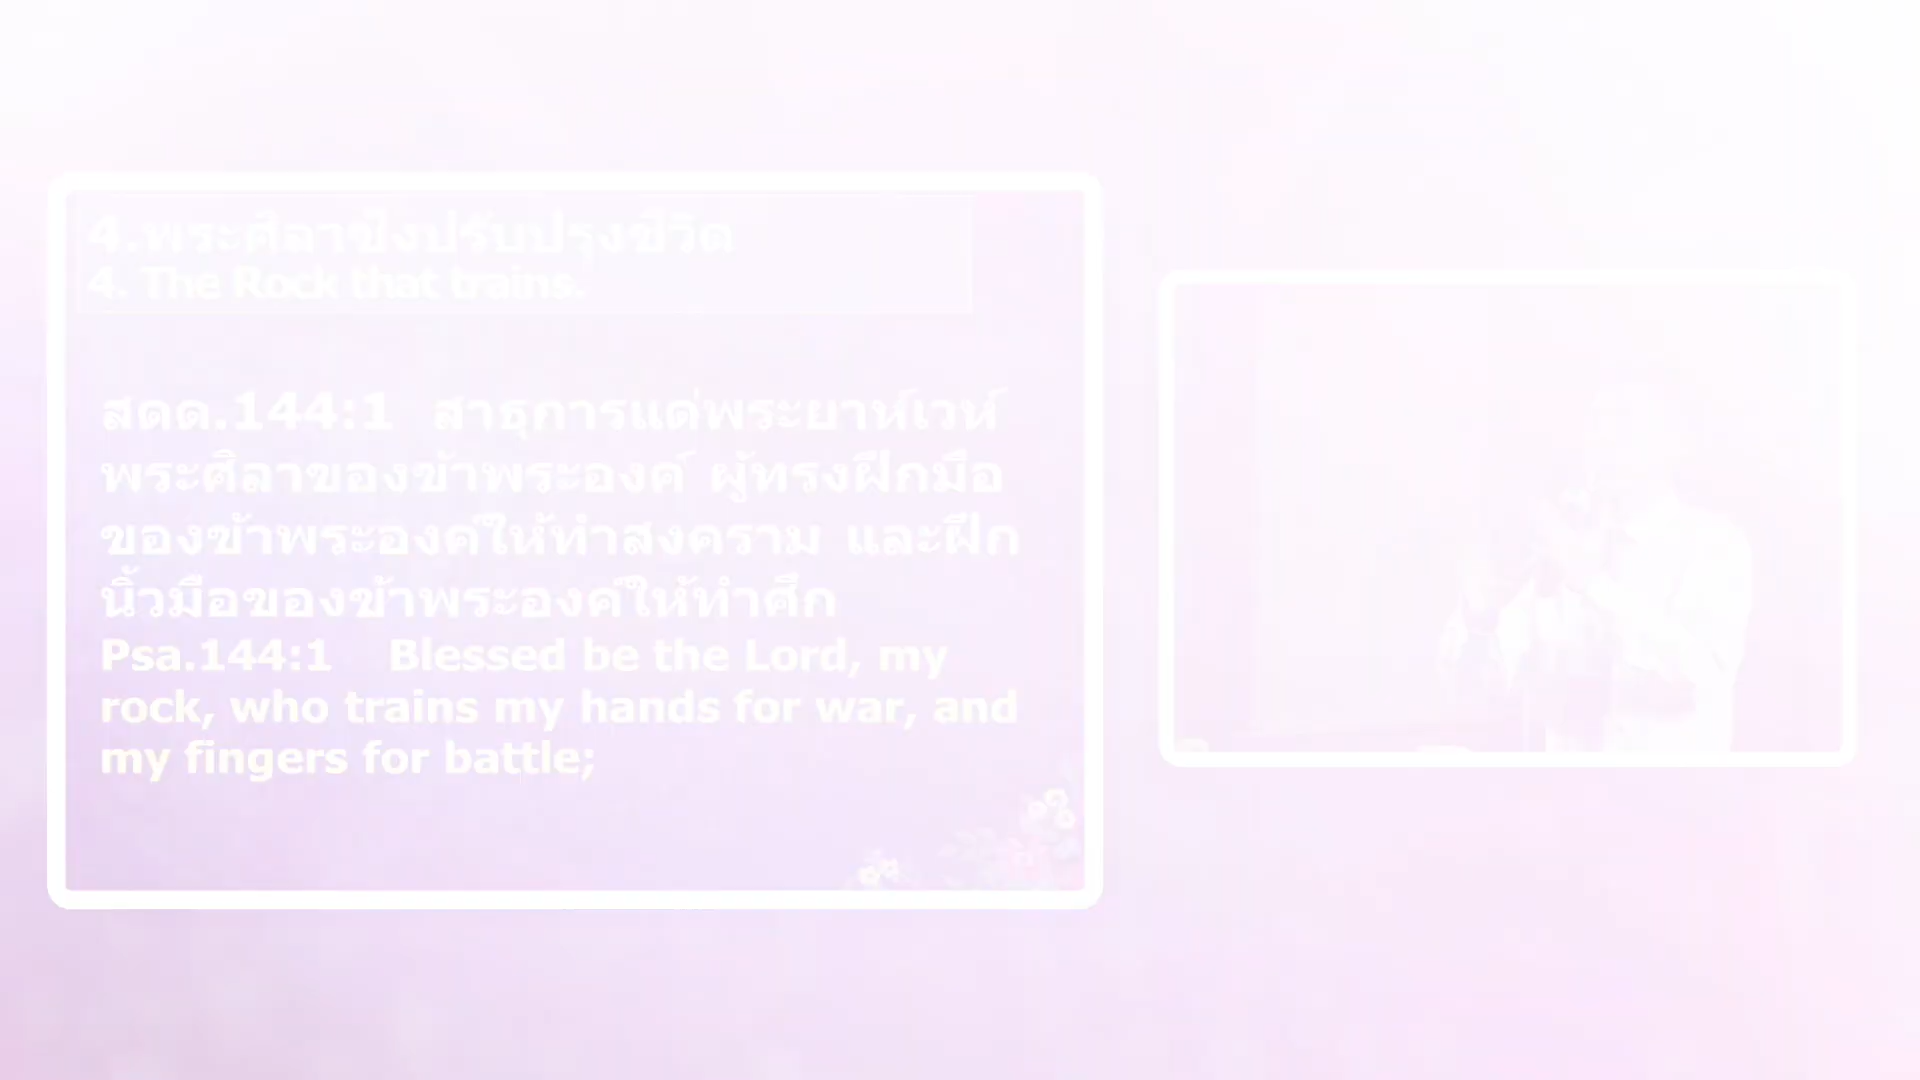 4.พระศิลาซึ่งปรับปรุงชีวิต
4. The Rock that trains.
สดด.144:1 สาธุการแด่พระยาห์เวห์
พระศิลาของข้าพระองค์ ผู้ทรงฝึกมือ
ของข้าพระองค์ให้ทำสงคราม และฝึก
นิ้วมือของข้าพระองค์ให้ทำศึก
Psa.144:1 Blessed be the Lord, my
rock, who trains my hands for war, and
my fingers for battle;